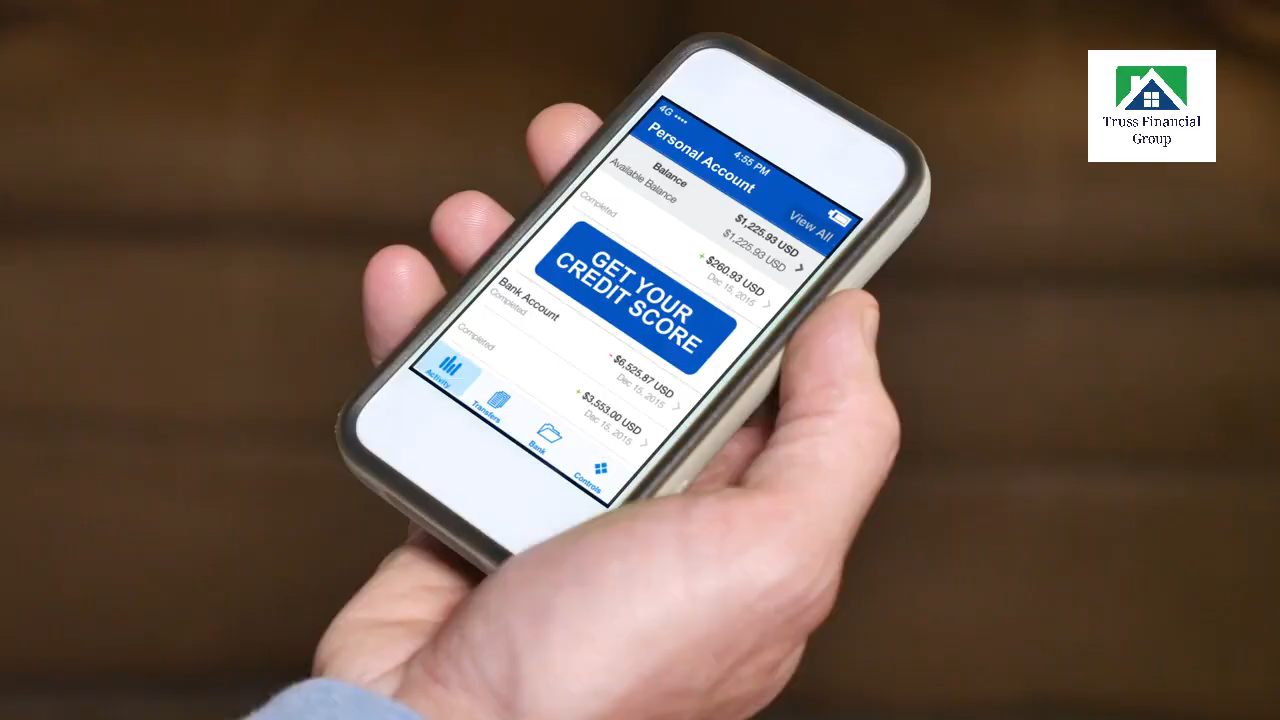 4G
4:55 PM
Personal Account
View All
Balance
$1,225.93 USD
Available Balance
$1,225.93 USD
Completed
+ $260.93 USD
Dec 15, 2015
GET YOUR
CREDIT SCORE
Bank Account
Completed
- $6,525.87 USD
Dec 15, 2015
Completed
+ $3,553.00 USD
Dec 15, 2015
Activity
Transfers
Bank
Controls
Truss Financial
Group